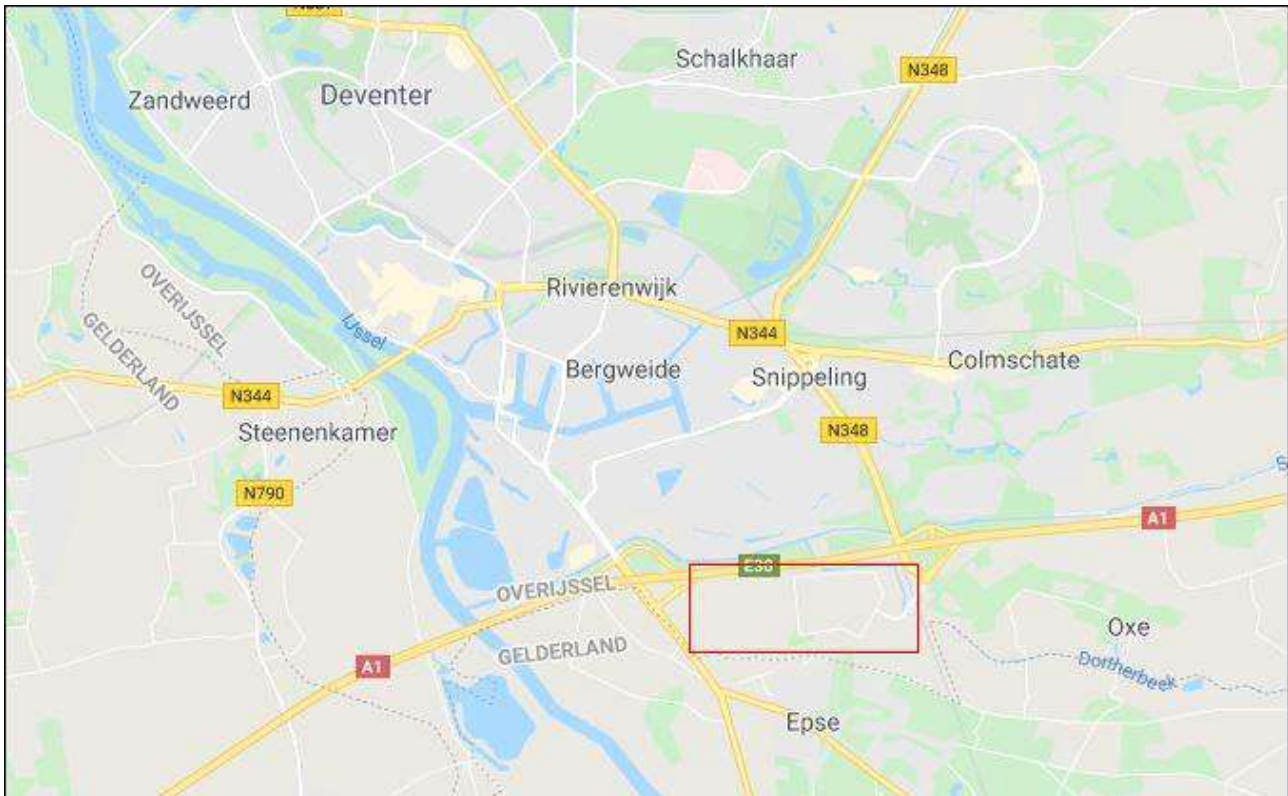 Schalkhaar
N348
Zandweerd
Deventer
OVERIJSSEL
GELDERLAND
IJssel
Rivierenwijk
N344
Bergweide
Snippeling
Colmschate
N344
Steenenkamer
N348
N790
A1
E30
OVERIJSSEL
GELDERLAND
A1
Oxe
Dortherbeek
Epse